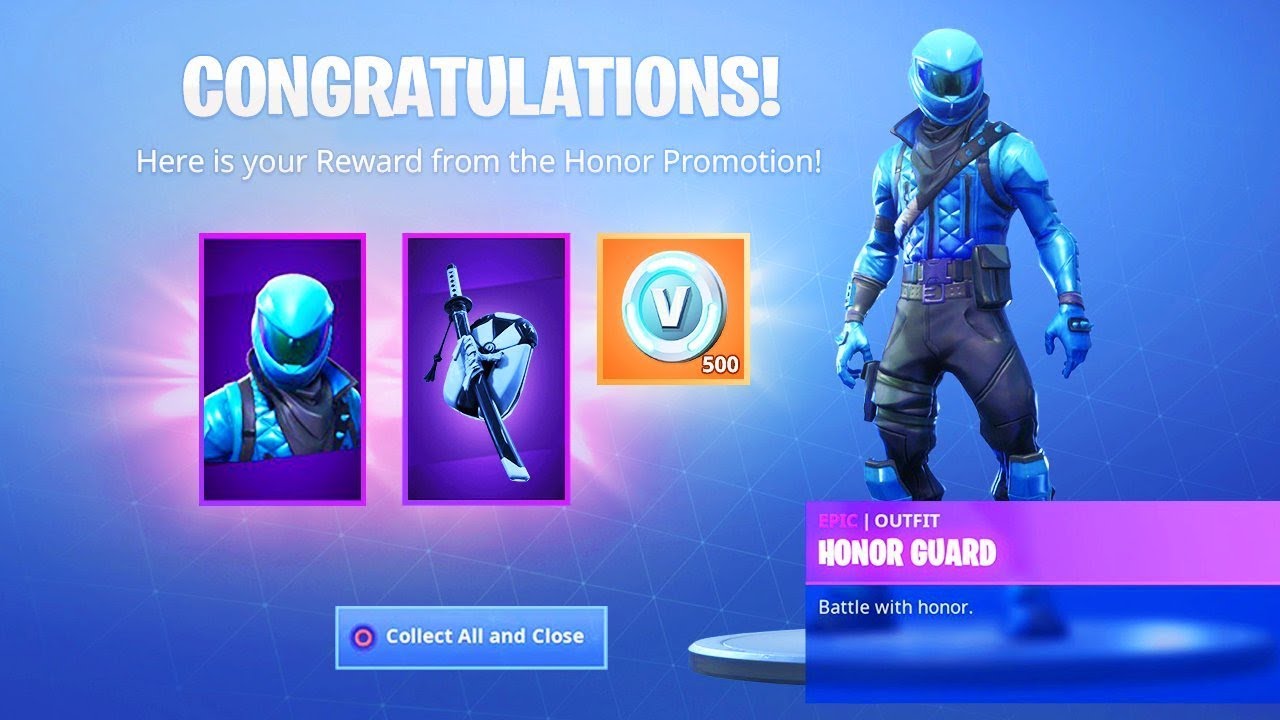 CONGRATULATIONS!
Here is your Reward from the Honor Promotion!
V
500
EPIC | OUTFIT
HONOR GUARD
Battle with honor.
Collect All and Close